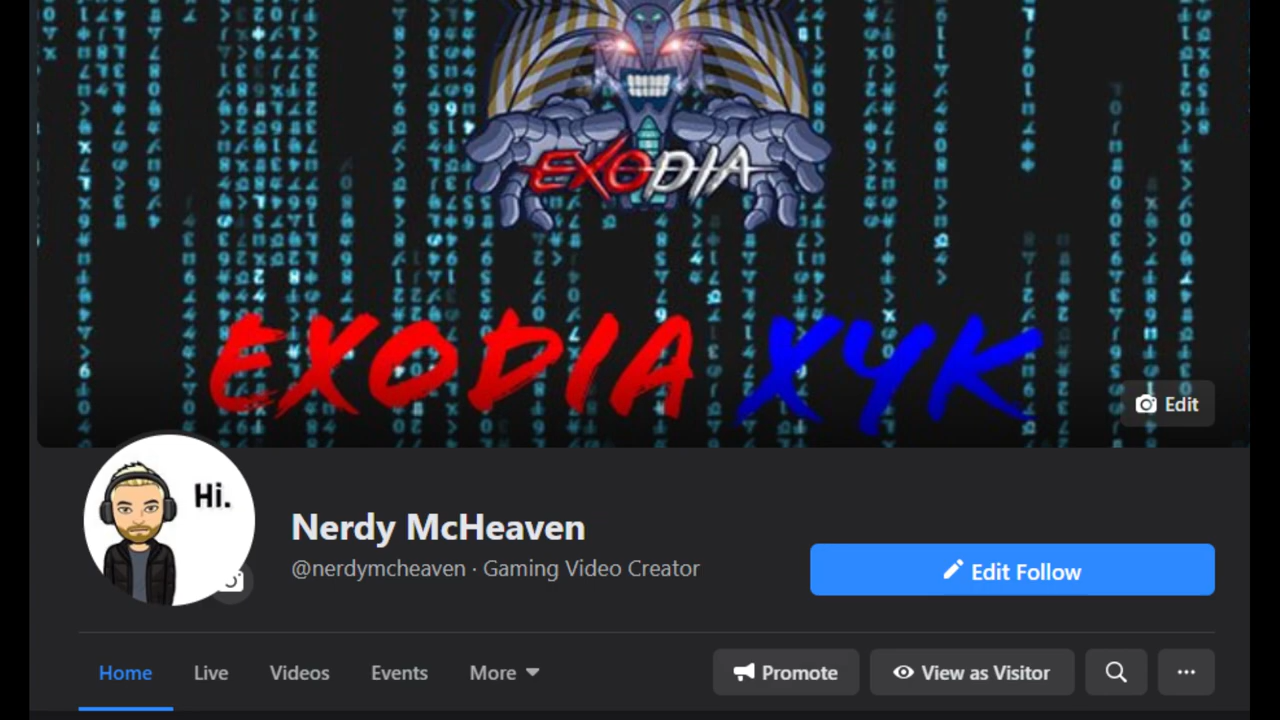 EXODIA
EXODIA XYK
Edit
Hi.
Nerdy McHeaven
@nerdymcheaven · Gaming Video Creator
Edit Follow
Home Live Videos Events More Promote View as Visitor